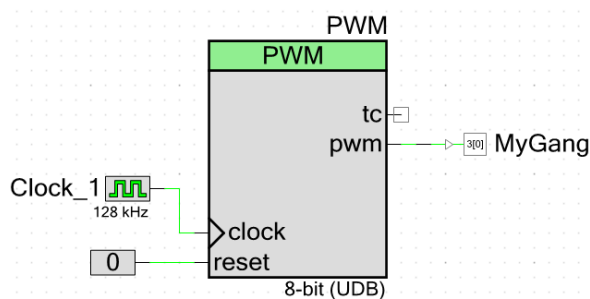 PWM
PWM
tc
pwm
3[0]
MyGang
Clock_1
128 kHz
clock
0
reset
8-bit (UDB)